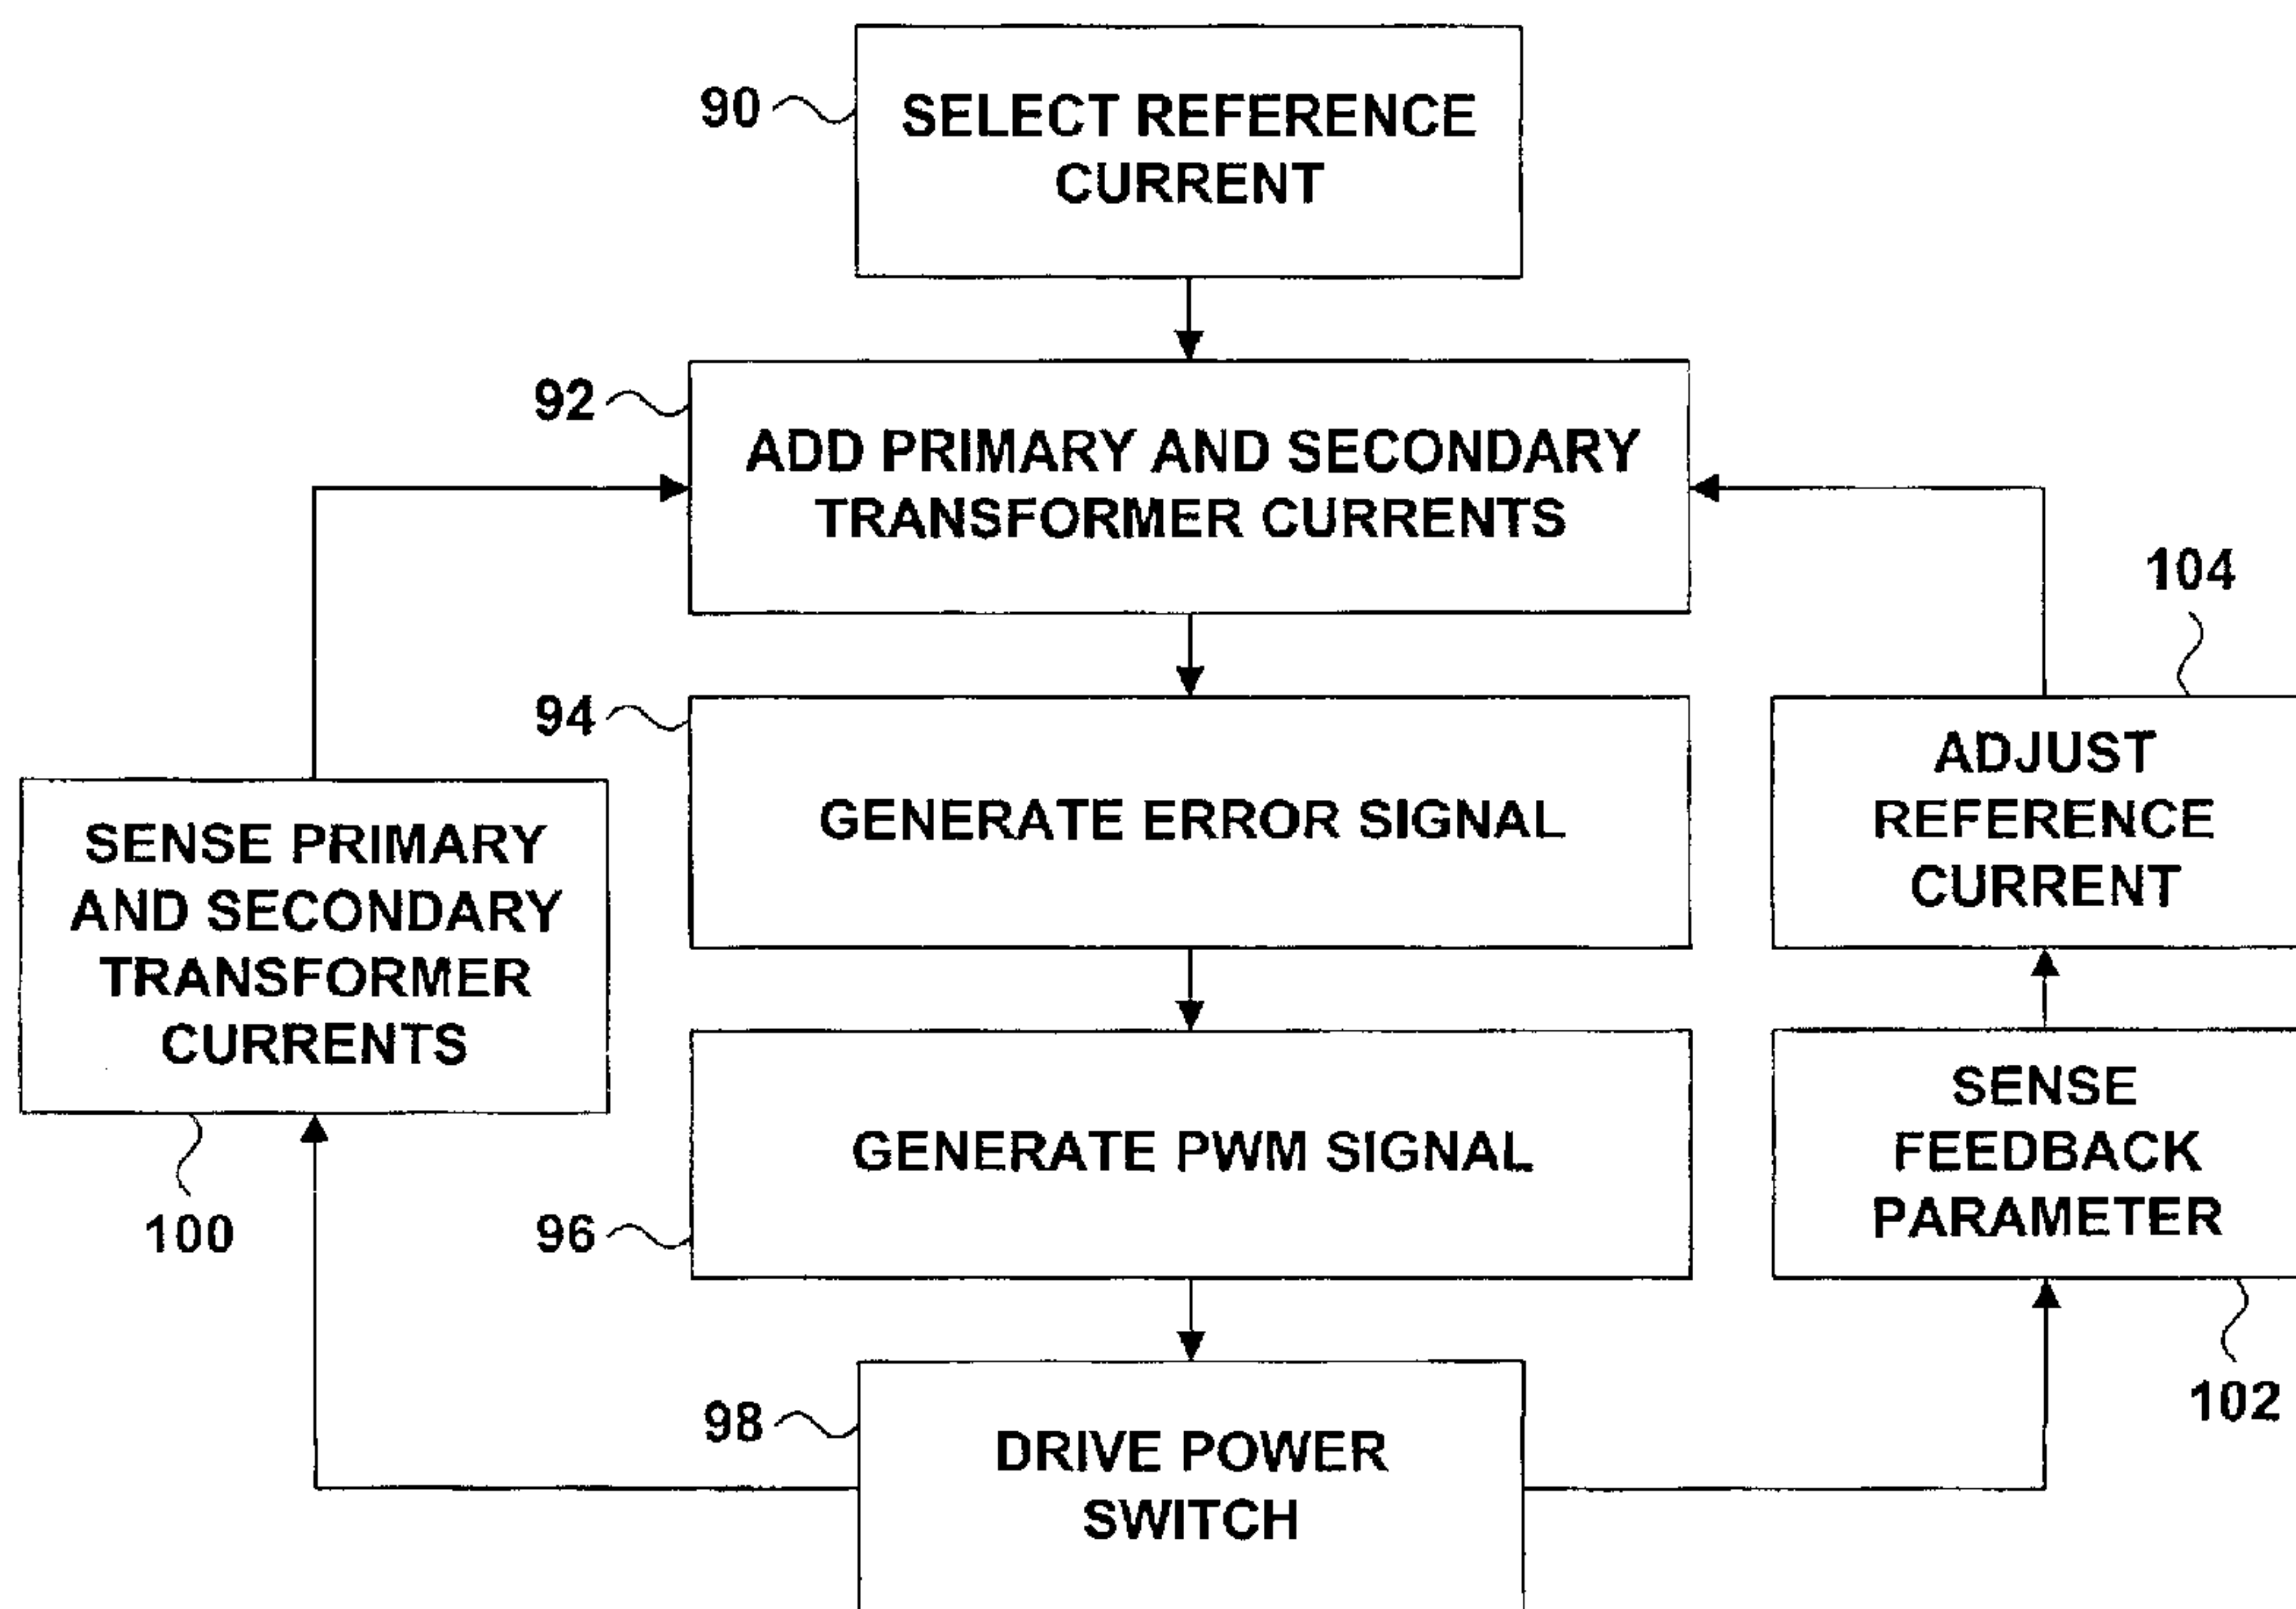 90
SELECT REFERENCE
CURRENT
92
ADD PRIMARY AND SECONDARY
TRANSFORMER CURRENTS
104
94
GENERATE ERROR SIGNAL
ADJUST
REFERENCE
CURRENT
SENSE PRIMARY
AND SECONDARY
TRANSFORMER
CURRENTS
100
96
GENERATE PWM SIGNAL
SENSE
FEEDBACK
PARAMETER
102
98
DRIVE POWER
SWITCH